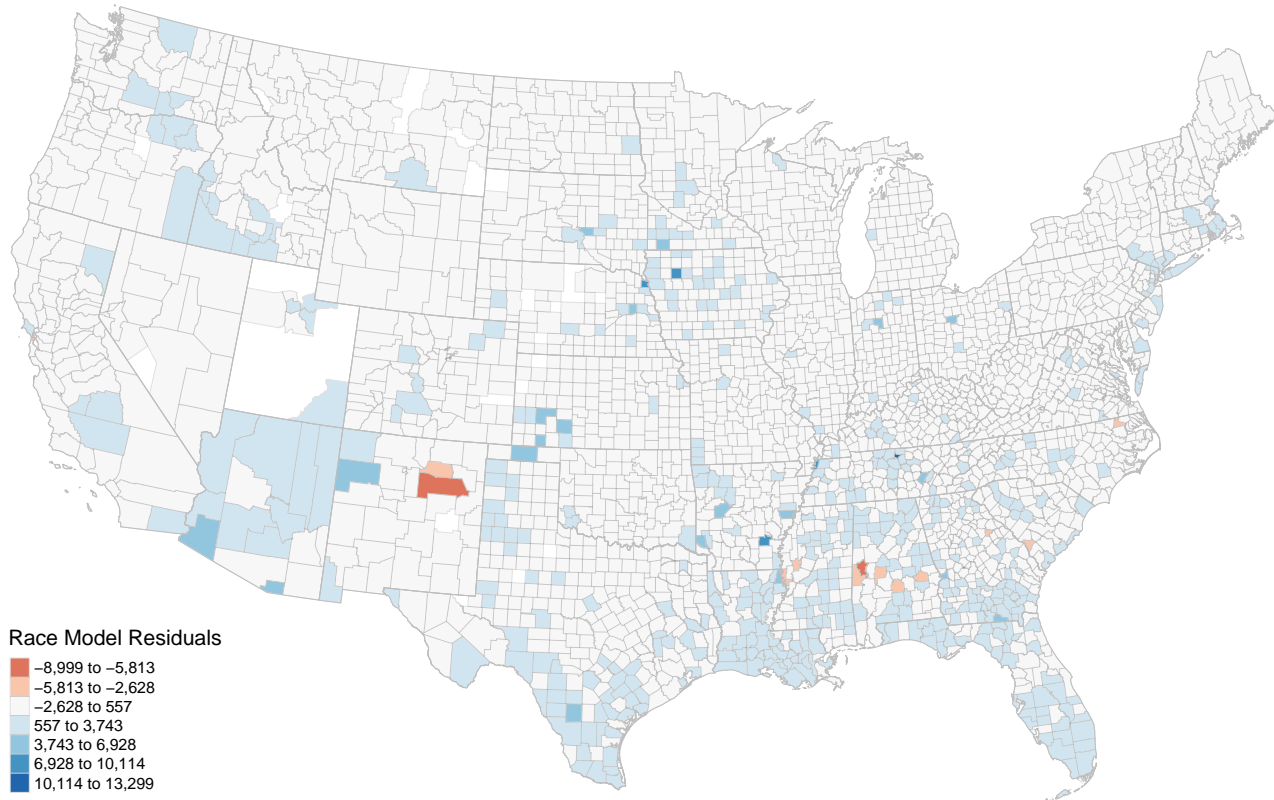 Race Model Residuals
−8,999 to −5,813
−5,813 to −2,628
−2,628 to 557
557 to 3,743
3,743 to 6,928
6,928 to 10,114
10,114 to 13,299